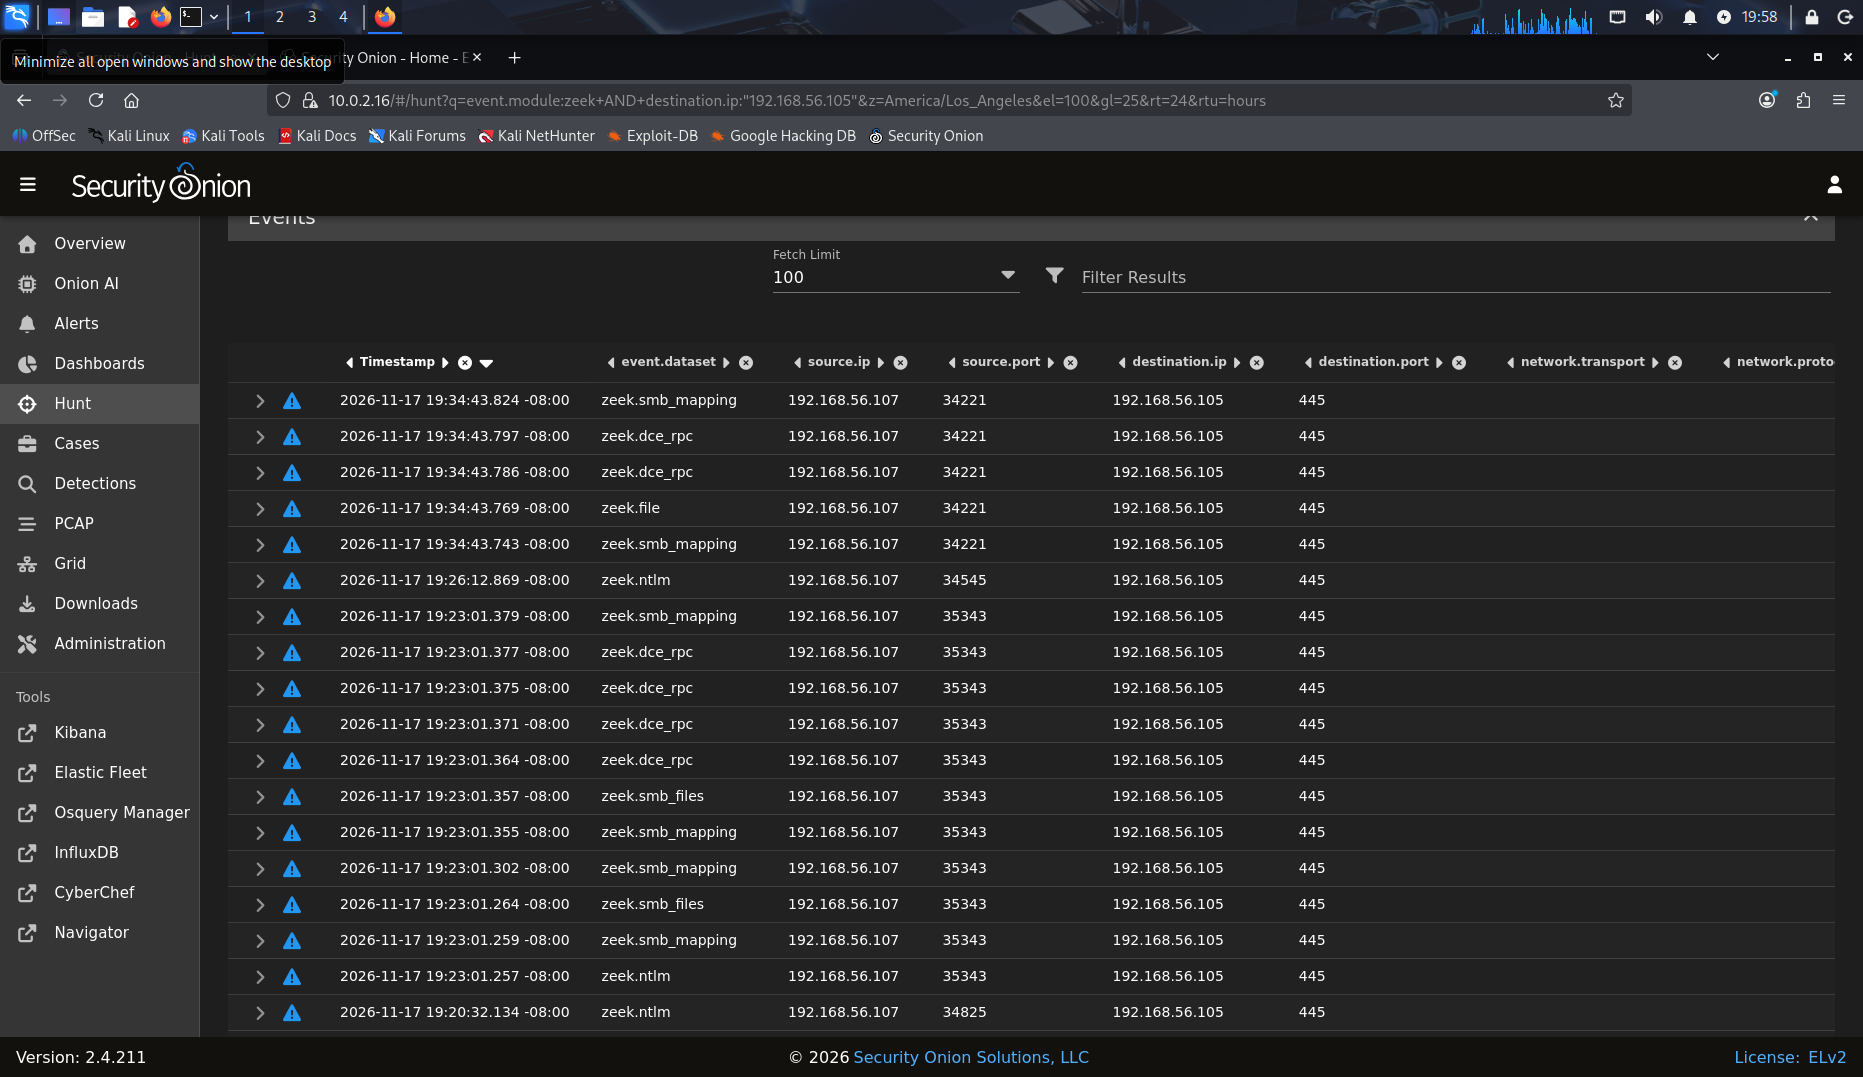 1 2 3 4 19:58
Minimize all open windows and show the desktop
rity Onion - Home - E
10.0.2.16/#/hunt?q=event.module:zeek+AND+destination.ip:"192.168.56.105"&z=America/Los_Angeles&el=100&gl=25&rt=24&rtu=hours
OffSec Kali Linux Kali Tools Kali Docs Kali Forums Kali NetHunter Exploit-DB Google Hacking DB Security Onion
Security Onion
Events
Overview
Onion AI
Alerts
Dashboards
Hunt
Cases
Detections
PCAP
Grid
Downloads
Administration
Tools
Kibana
Elastic Fleet
Osquery Manager
InfluxDB
CyberChef
Navigator
Fetch Limit
100 Filter Results
Timestamp event.dataset source.ip source.port destination.ip destination.port network.transport network.proto
2026-11-17 19:34:43.824 -08:00 zeek.smb_mapping 192.168.56.107 34221 192.168.56.105 445
2026-11-17 19:34:43.797 -08:00 zeek.dce_rpc 192.168.56.107 34221 192.168.56.105 445
2026-11-17 19:34:43.786 -08:00 zeek.dce_rpc 192.168.56.107 34221 192.168.56.105 445
2026-11-17 19:34:43.769 -08:00 zeek.file 192.168.56.107 34221 192.168.56.105 445
2026-11-17 19:34:43.743 -08:00 zeek.smb_mapping 192.168.56.107 34221 192.168.56.105 445
2026-11-17 19:26:12.869 -08:00 zeek.ntlm 192.168.56.107 34545 192.168.56.105 445
2026-11-17 19:23:01.379 -08:00 zeek.smb_mapping 192.168.56.107 35343 192.168.56.105 445
2026-11-17 19:23:01.377 -08:00 zeek.dce_rpc 192.168.56.107 35343 192.168.56.105 445
2026-11-17 19:23:01.375 -08:00 zeek.dce_rpc 192.168.56.107 35343 192.168.56.105 445
2026-11-17 19:23:01.371 -08:00 zeek.dce_rpc 192.168.56.107 35343 192.168.56.105 445
2026-11-17 19:23:01.364 -08:00 zeek.dce_rpc 192.168.56.107 35343 192.168.56.105 445
2026-11-17 19:23:01.357 -08:00 zeek.smb_files 192.168.56.107 35343 192.168.56.105 445
2026-11-17 19:23:01.355 -08:00 zeek.smb_mapping 192.168.56.107 35343 192.168.56.105 445
2026-11-17 19:23:01.302 -08:00 zeek.smb_mapping 192.168.56.107 35343 192.168.56.105 445
2026-11-17 19:23:01.264 -08:00 zeek.smb_files 192.168.56.107 35343 192.168.56.105 445
2026-11-17 19:23:01.259 -08:00 zeek.smb_mapping 192.168.56.107 35343 192.168.56.105 445
2026-11-17 19:23:01.257 -08:00 zeek.ntlm 192.168.56.107 35343 192.168.56.105 445
2026-11-17 19:20:32.134 -08:00 zeek.ntlm 192.168.56.107 34825 192.168.56.105 445
Version: 2.4.211 © 2026 Security Onion Solutions, LLC License: ELv2